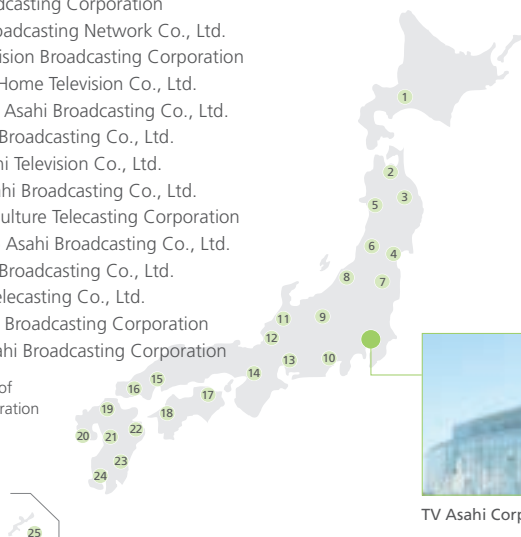 dcasting Corporation
oadcasting Network Co., Ltd.
ision Broadcasting Corporation
Home Television Co., Ltd.
Asahi Broadcasting Co., Ltd.
Broadcasting Co., Ltd.
hi Television Co., Ltd.
ahi Broadcasting Co., Ltd.
ulture Telecasting Corporation
Asahi Broadcasting Co., Ltd.
Broadcasting Co., Ltd.
elecasting Co., Ltd.
Broadcasting Corporation
ahi Broadcasting Corporation
of
ration
1
2
3
5
6
4
8
7
11
9
12
13
10
14
15
16
17
19
18
22
20
21
23
24
25
TV Asahi Corp